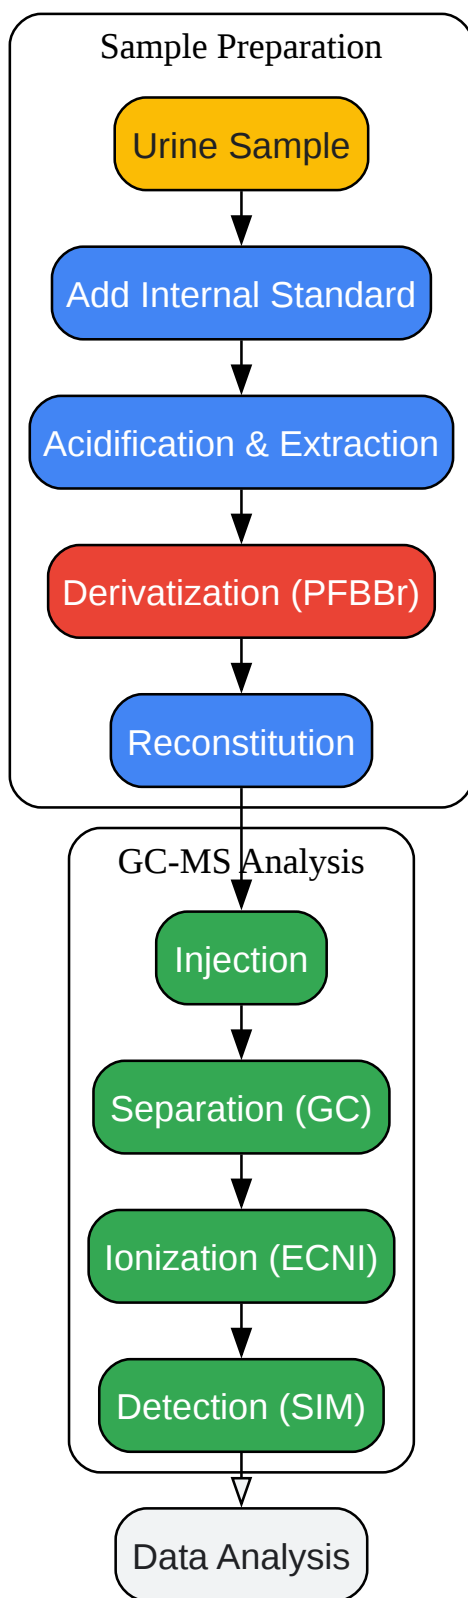 Sample Preparation
Urine Sample
Add Internal Standard
Acidification & Extraction
Derivatization (PFBBr)
Reconstitution
GC-MS Analysis
Injection
Separation (GC)
Ionization (ECNI)
Detection (SIM)
Data Analysis